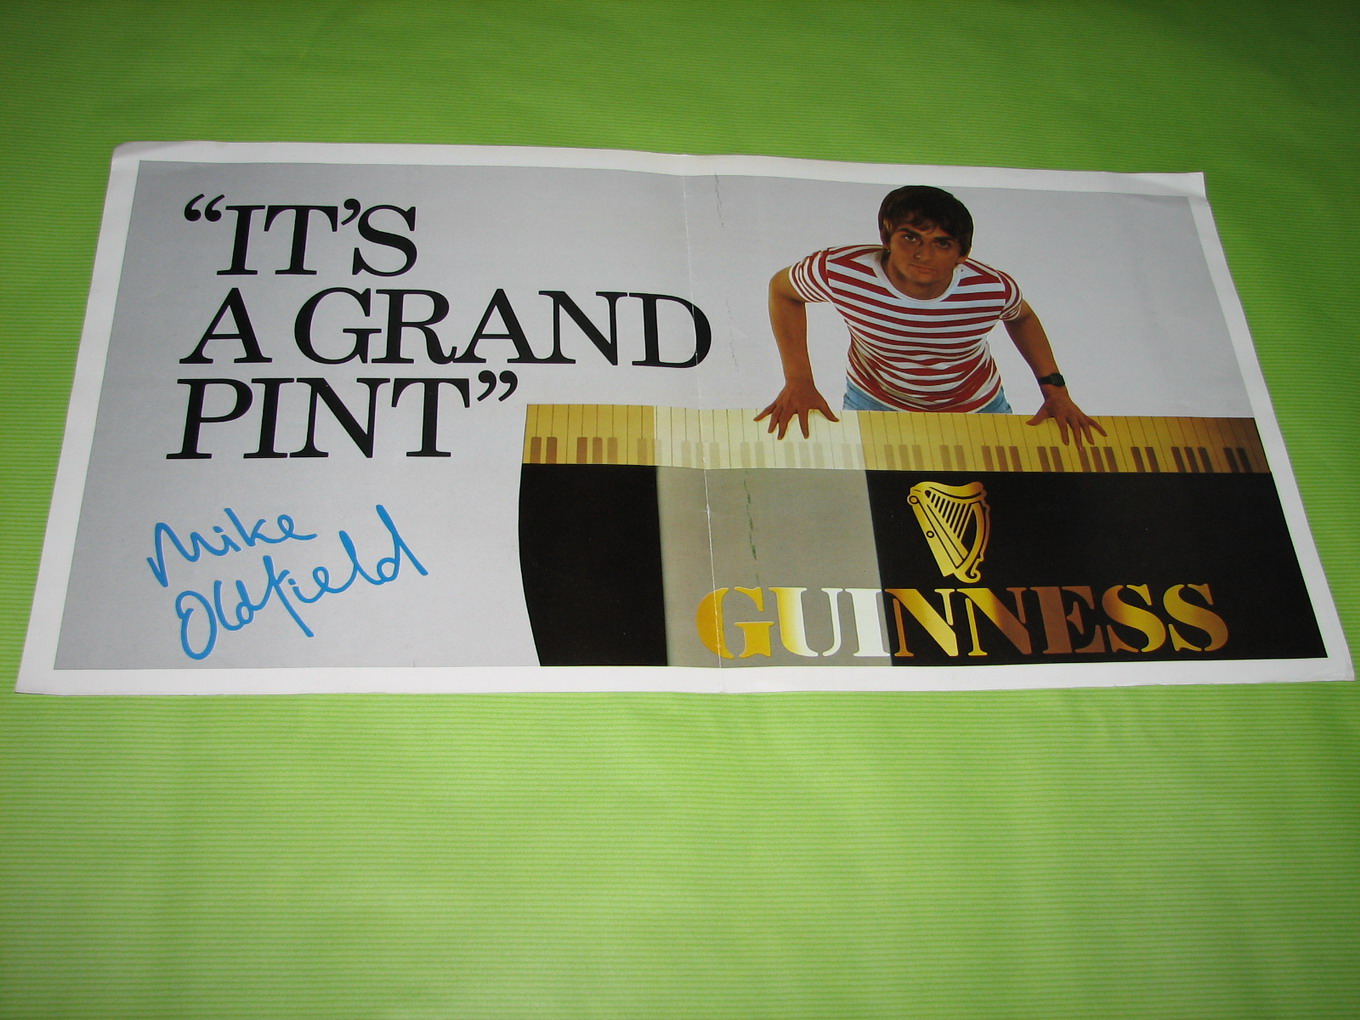 “IT’S
A GRAND
PINT”
Mike
Oldfield
GUINNESS